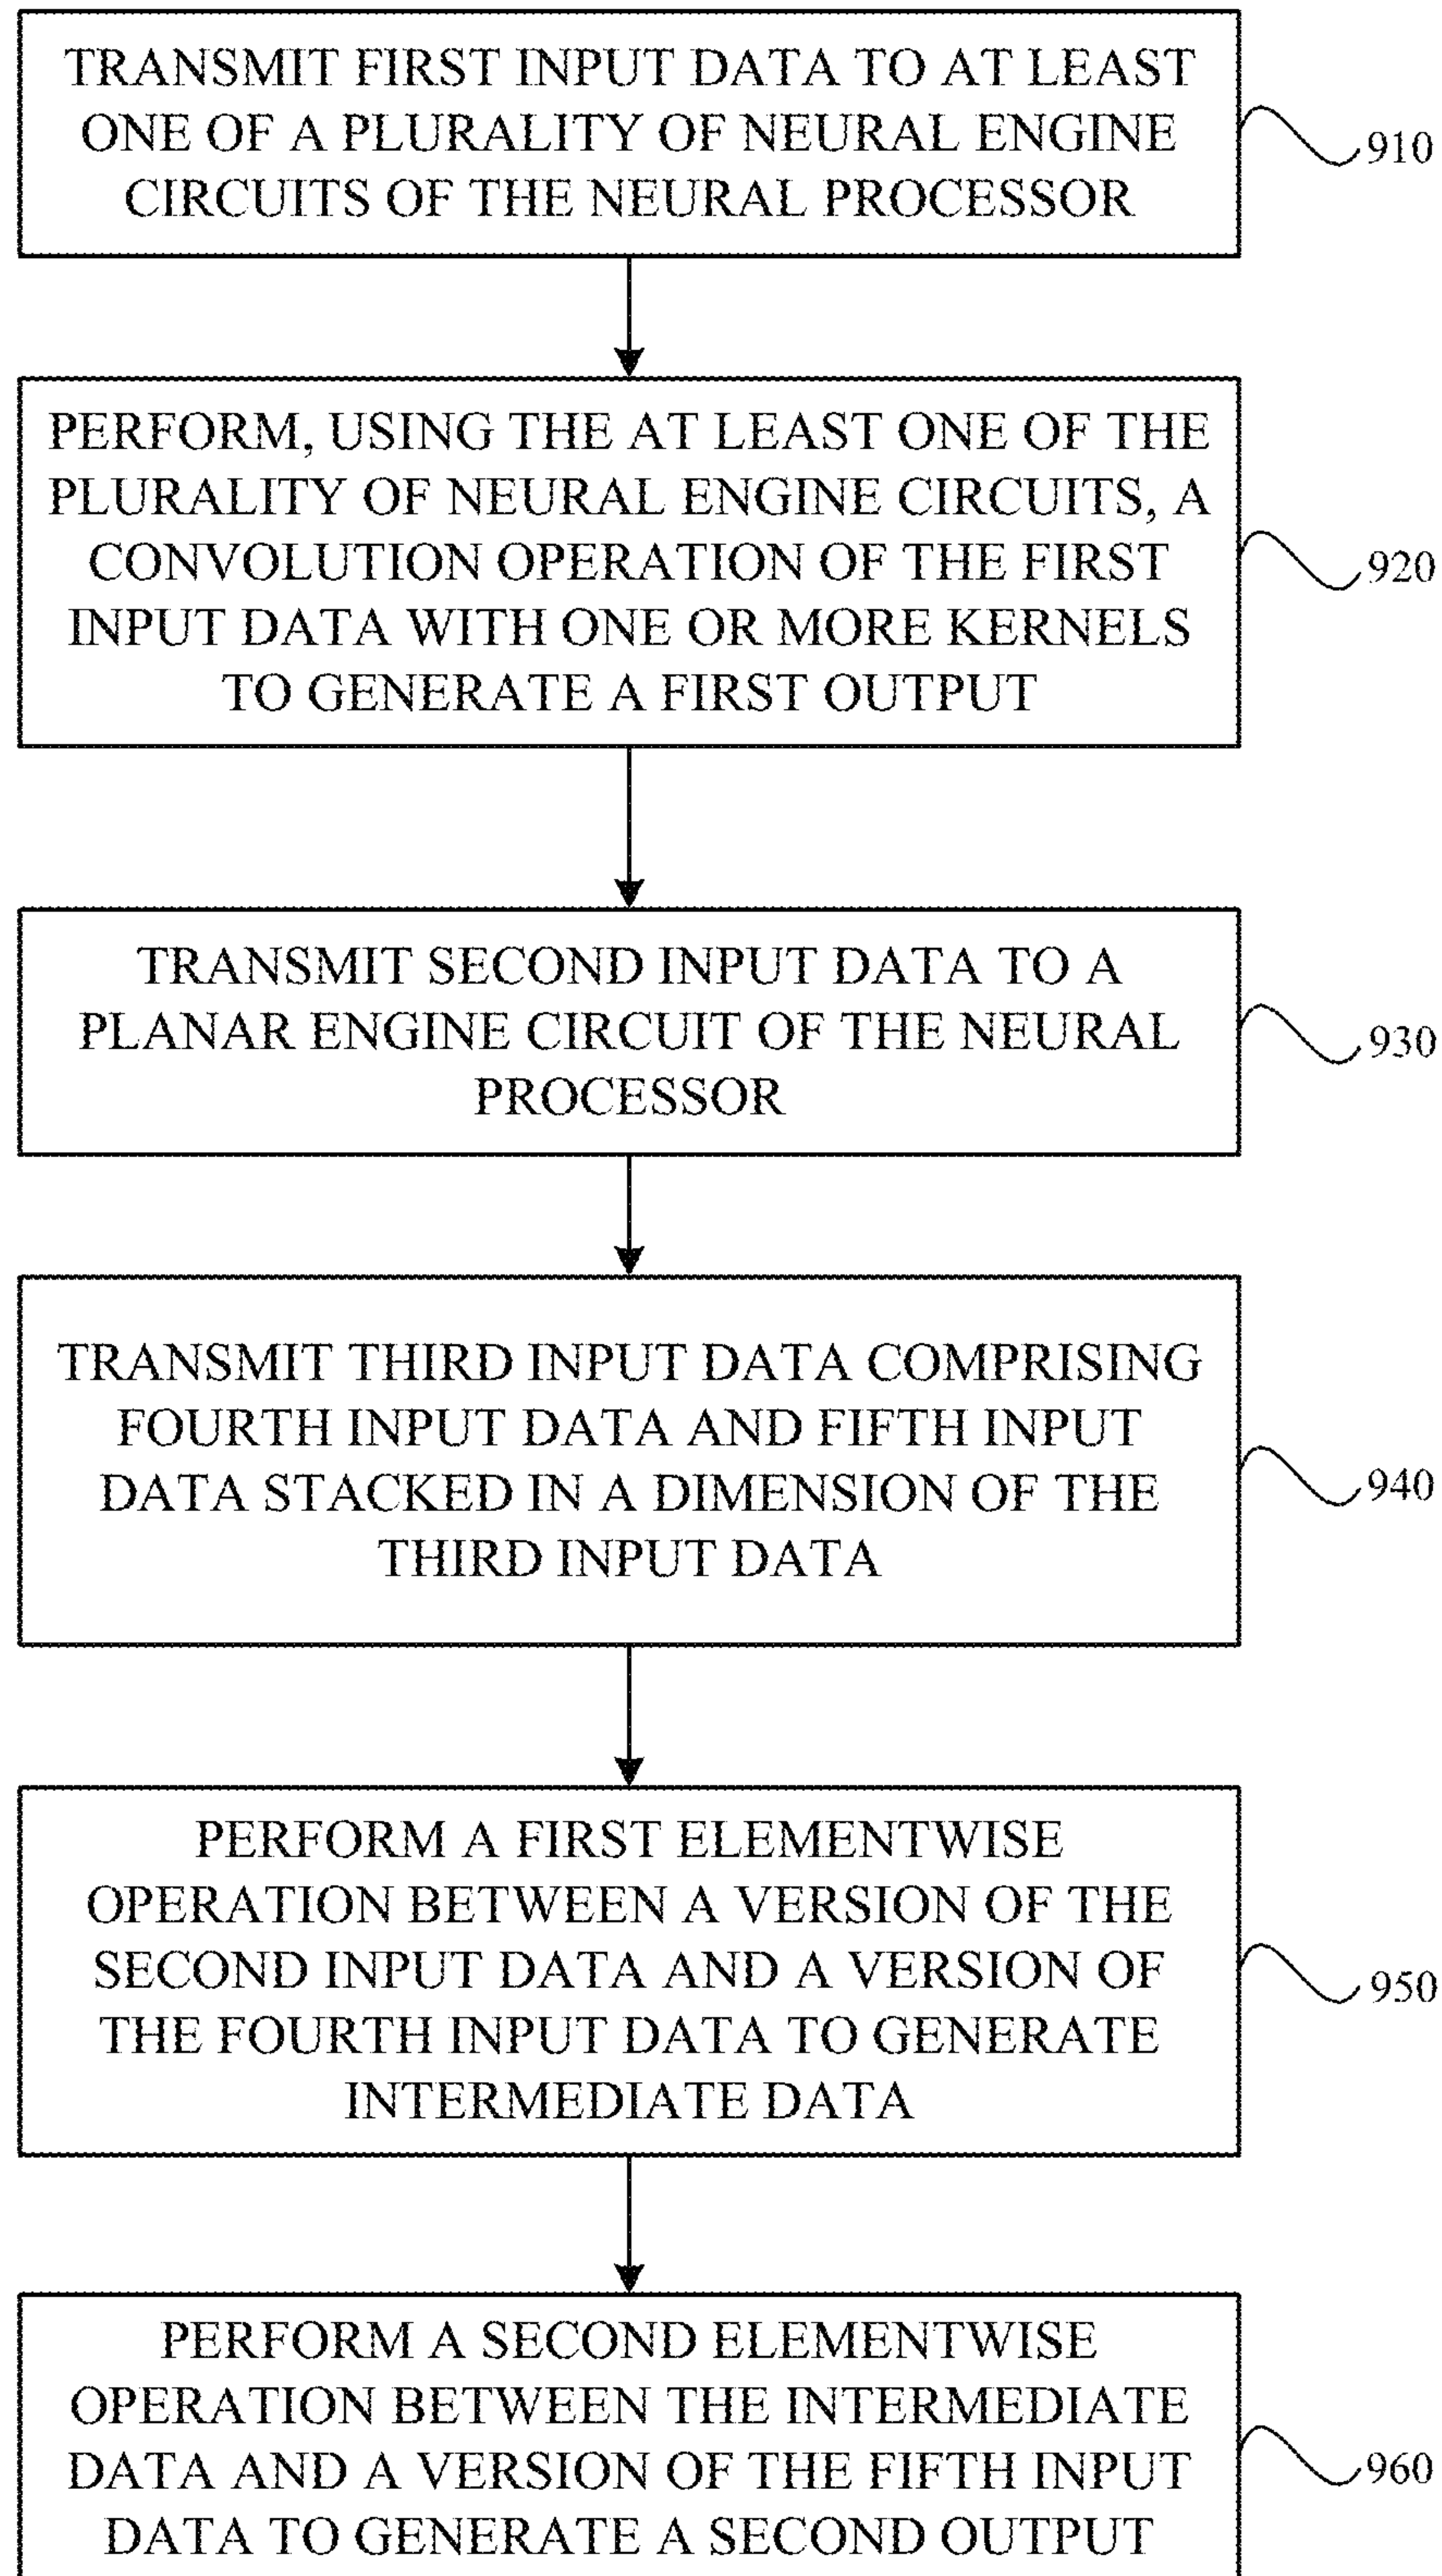 TRANSMIT FIRST INPUT DATA TO AT LEAST
ONE OF A PLURALITY OF NEURAL ENGINE
CIRCUITS OF THE NEURAL PROCESSOR
910
PERFORM, USING THE AT LEAST ONE OF THE
PLURALITY OF NEURAL ENGINE CIRCUITS, A
CONVOLUTION OPERATION OF THE FIRST
INPUT DATA WITH ONE OR MORE KERNELS
TO GENERATE A FIRST OUTPUT
920
TRANSMIT SECOND INPUT DATA TO A
PLANAR ENGINE CIRCUIT OF THE NEURAL
PROCESSOR
930
TRANSMIT THIRD INPUT DATA COMPRISING
FOURTH INPUT DATA AND FIFTH INPUT
DATA STACKED IN A DIMENSION OF THE
THIRD INPUT DATA
940
PERFORM A FIRST ELEMENTWISE
OPERATION BETWEEN A VERSION OF THE
SECOND INPUT DATA AND A VERSION OF
THE FOURTH INPUT DATA TO GENERATE
INTERMEDIATE DATA
950
PERFORM A SECOND ELEMENTWISE
OPERATION BETWEEN THE INTERMEDIATE
DATA AND A VERSION OF THE FIFTH INPUT
DATA TO GENERATE A SECOND OUTPUT
960